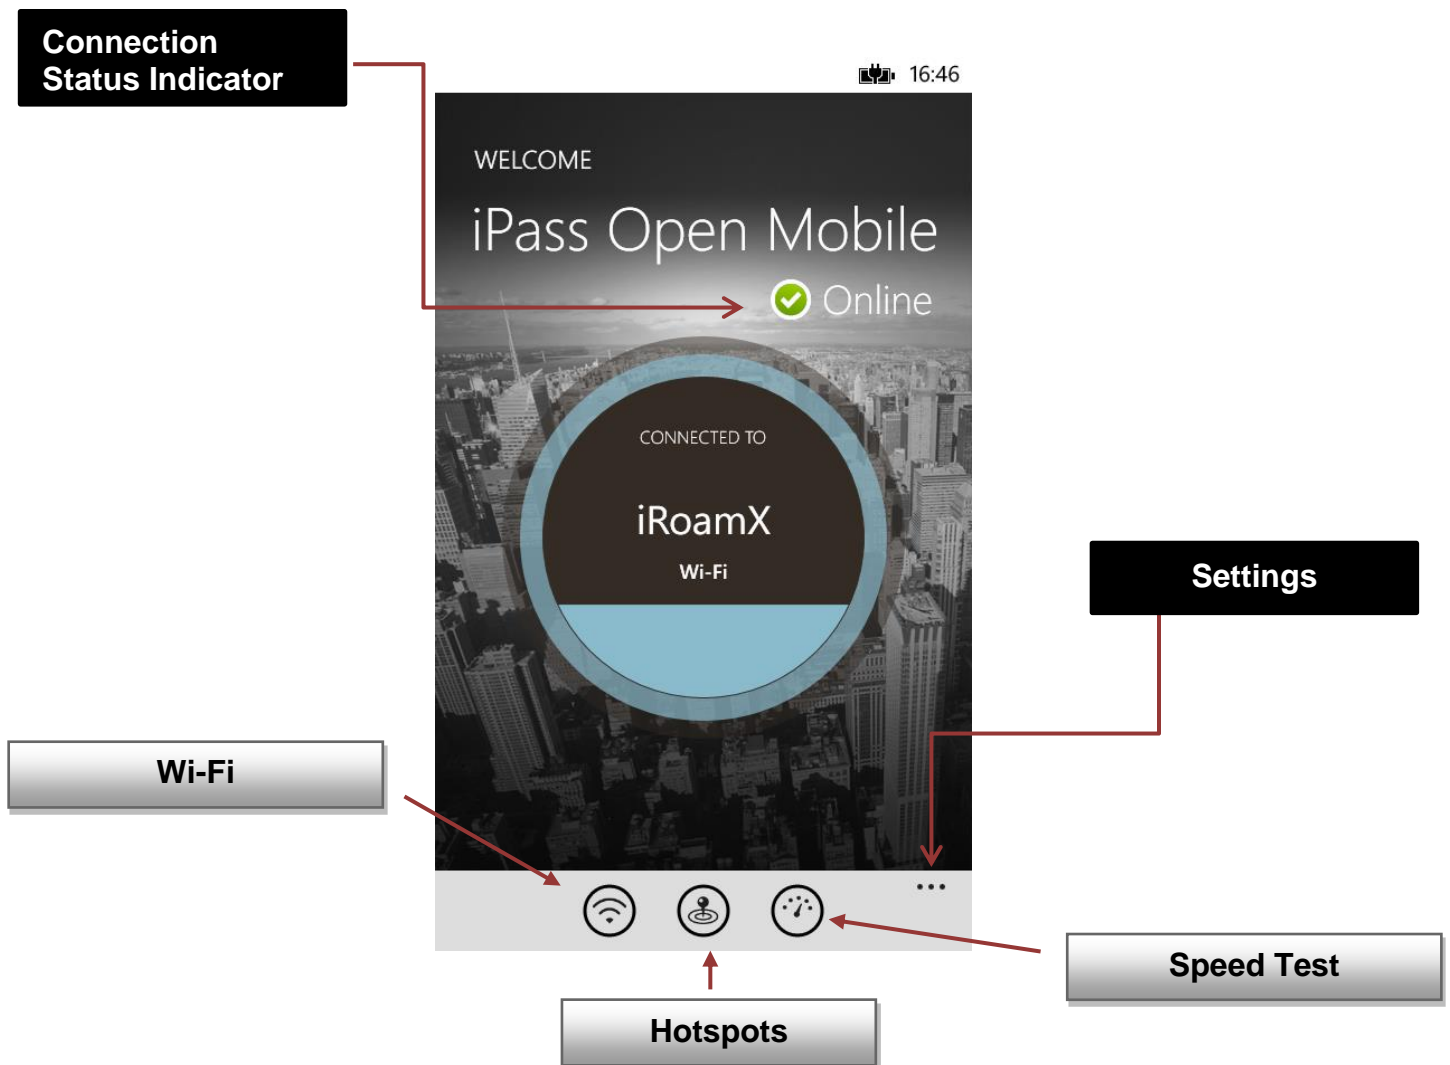 Connection
Status Indicator
16:46
WELCOME
iPass Open Mobile
Online
CONNECTED TO
iRoamX
Wi-Fi
Settings
Wi-Fi
...
Speed Test
Hotspots